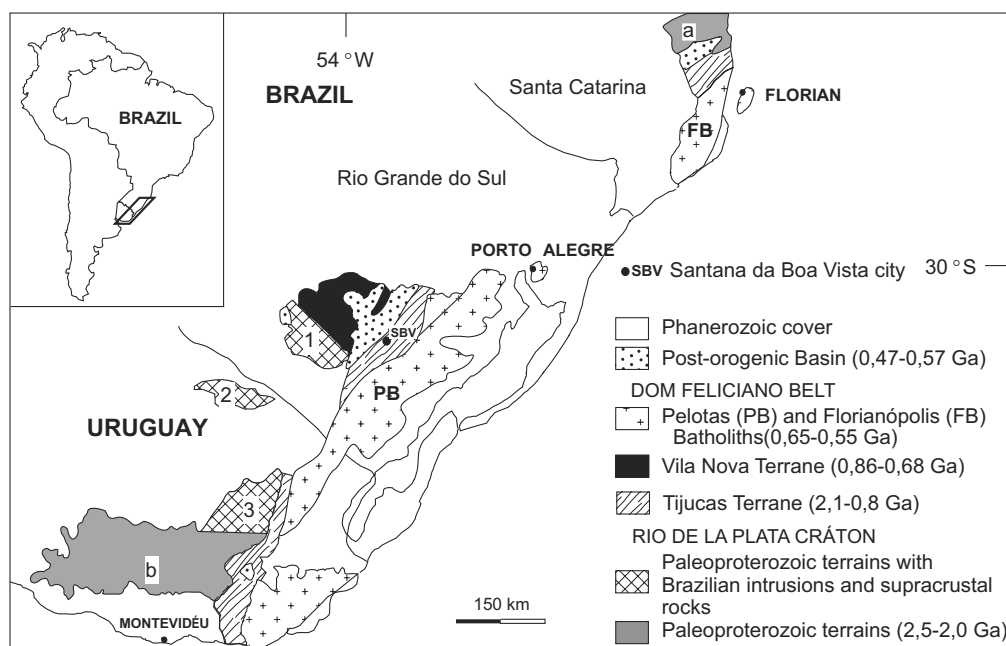 BRAZIL
54 °W
BRAZIL
Santa Catarina
a
FLORIAN
FB
Rio Grande do Sul
PORTO ALEGRE
SBV Santana da Boa Vista city
30 °S
1
SBV
2
PB
URUGUAY
3
b
MONTEVIDÉU
150 km
Phanerozoic cover
Post-orogenic Basin (0,47-0,57 Ga)
DOM FELICIANO BELT
Pelotas (PB) and Florianópolis (FB)
Batholiths(0,65-0,55 Ga)
Vila Nova Terrane (0,86-0,68 Ga)
Tijucas Terrane (2,1-0,8 Ga)
RIO DE LA PLATA CRÁTON
Paleoproterozoic terrains with
Brazilian intrusions and supracrustal
rocks
Paleoproterozoic terrains (2,5-2,0 Ga)